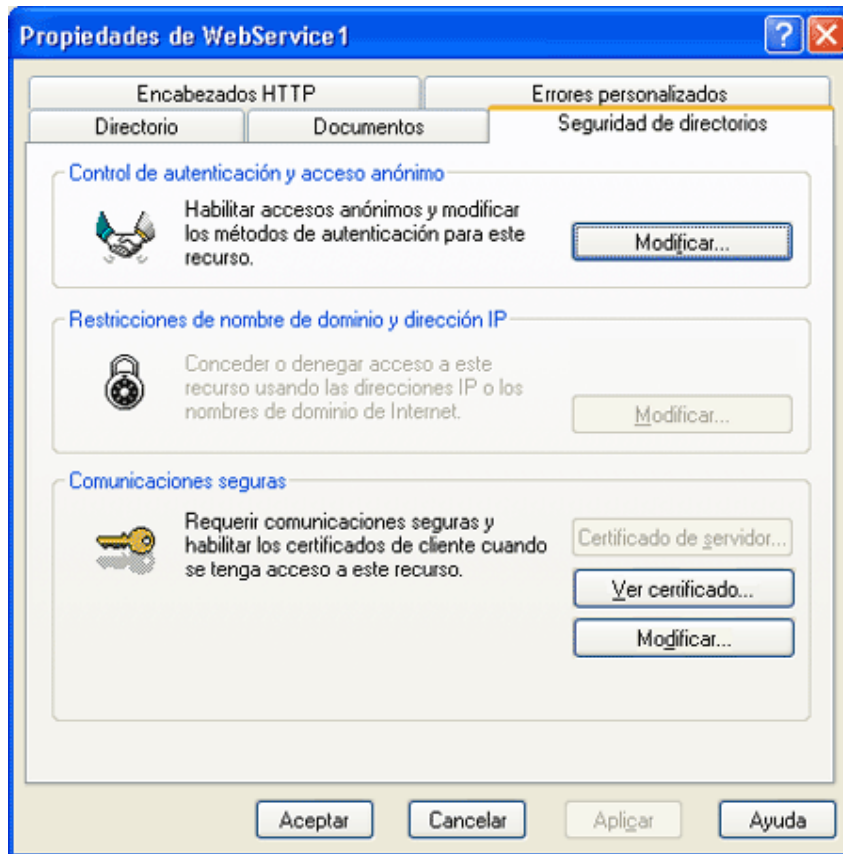 Propiedades de WebService1
Encabezados HTTP
Errores personalizados
Directorio
Documentos
Seguridad de directorios
Control de autenticación y acceso anónimo
Habilitar accesos anónimos y modificar
los métodos de autenticación para este
recurso.
Modificar...
Restricciones de nombre de dominio y dirección IP
Conceder o denegar acceso a este
recurso usando las direcciones IP o los
nombres de dominio de Internet.
Modificar...
Comunicaciones seguras
Requerir comunicaciones seguras y
habilitar los certificados de cliente cuando
se tenga acceso a este recurso.
Certificado de servidor...
Ver certificado...
Modificar...
Aceptar
Cancelar
Aplicar
Ayuda